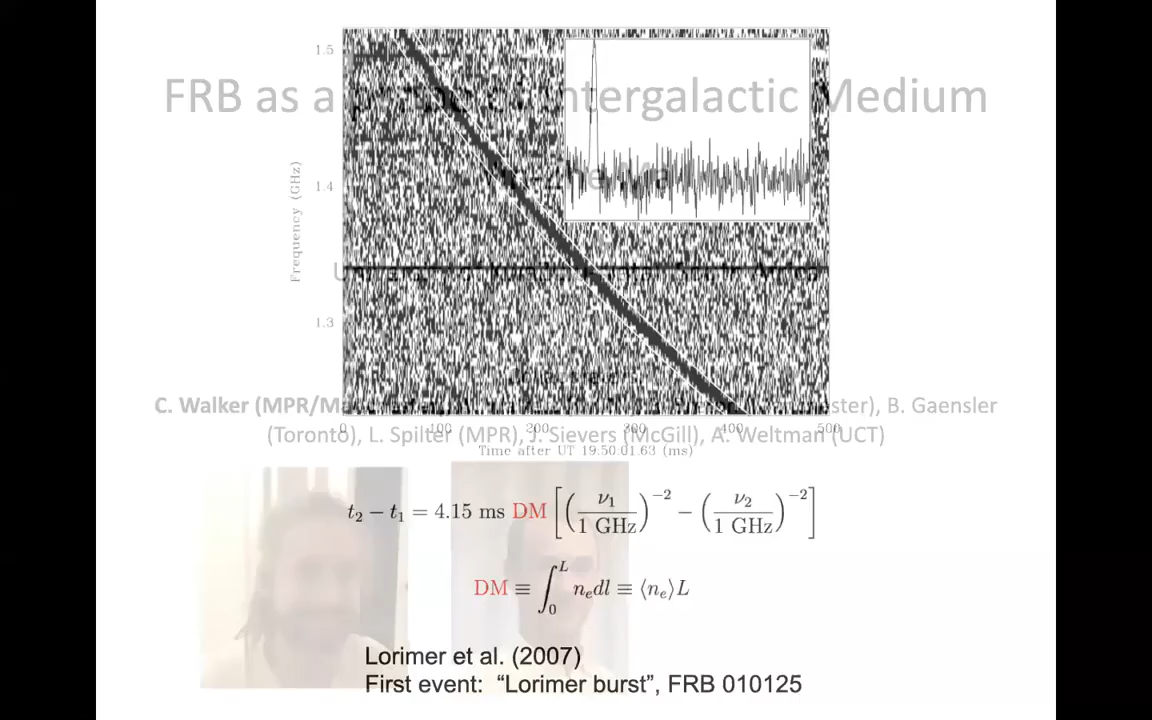 1.5
FRB as a Intergalactic Medium
1.4
Frequency (GHz)
1.3
C. Walker (MPR/ ster), B. Gaensler
0 100 200 300 400 500
(Toronto), L. Spitler (MPR), J. Sievers (McGill), A. Weltman (UCT)
Time after UT 19:50:01.63 (ms)
t₂ − t₁ = 4.15 ms DM [(ν₁/1 GHz)⁻² − (ν₂/1 GHz)⁻²]
DM ≡ ∫₀ᴸ nₑdl ≡ ⟨nₑ⟩L
Lorimer et al. (2007)
First event: “Lorimer burst”, FRB 010125